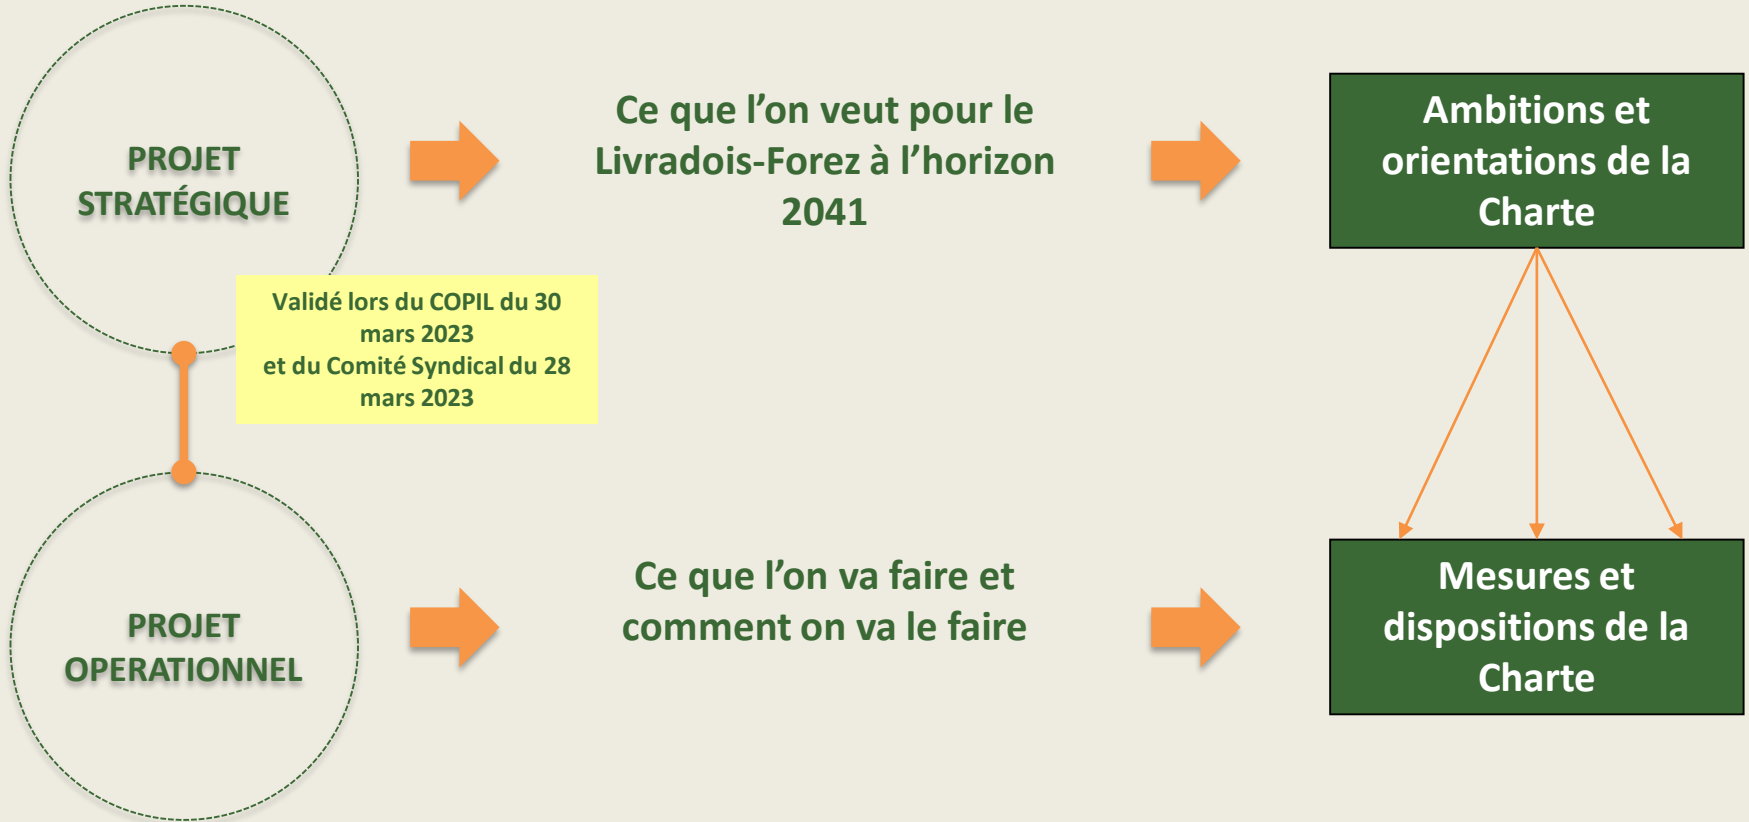 PROJET
STRATÉGIQUE
Ce que l’on veut pour le
Livradois-Forez à l’horizon
2041
Ambitions et
orientations de la
Charte
Validé lors du COPIL du 30
mars 2023
et du Comité Syndical du 28
mars 2023
PROJET
OPERATIONNEL
Ce que l’on va faire et
comment on va le faire
Mesures et
dispositions de la
Charte